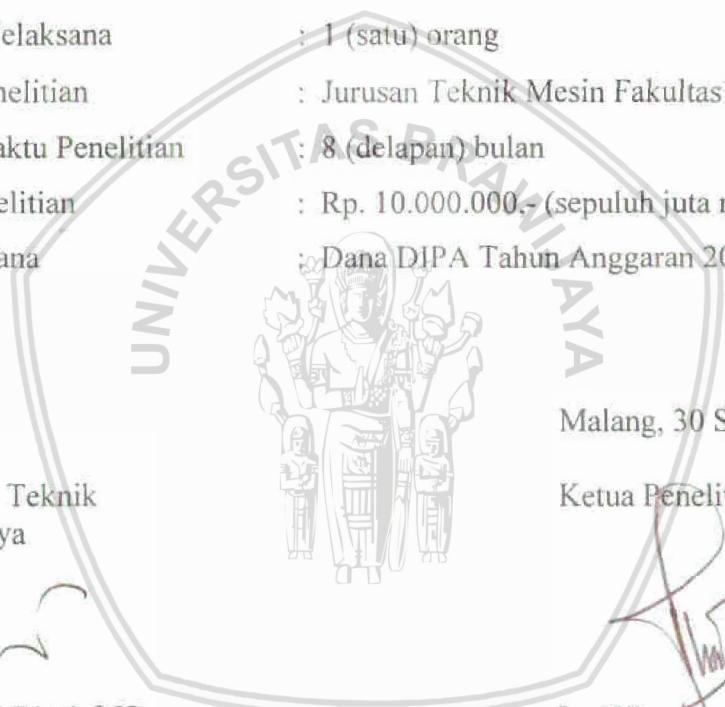 elaksana : 1 (satu) orang
nelitian : Jurusan Teknik Mesin Fakultas
aktu Penelitian : 8 (delapan) bulan
elitian : Rp. 10.000.000,- (sepuluh juta
ana : Dana DIPA Tahun Anggaran 20
UNIVERSITAS BRAWIJAYA
Malang, 30 S
Teknik
ya
Ketua Penelit